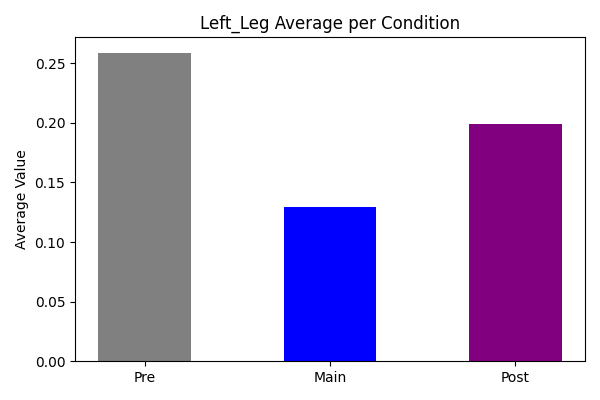 Left_Leg Average per Condition
Average Value
0.25
0.20
0.15
0.10
0.05
0.00
Pre
Main
Post